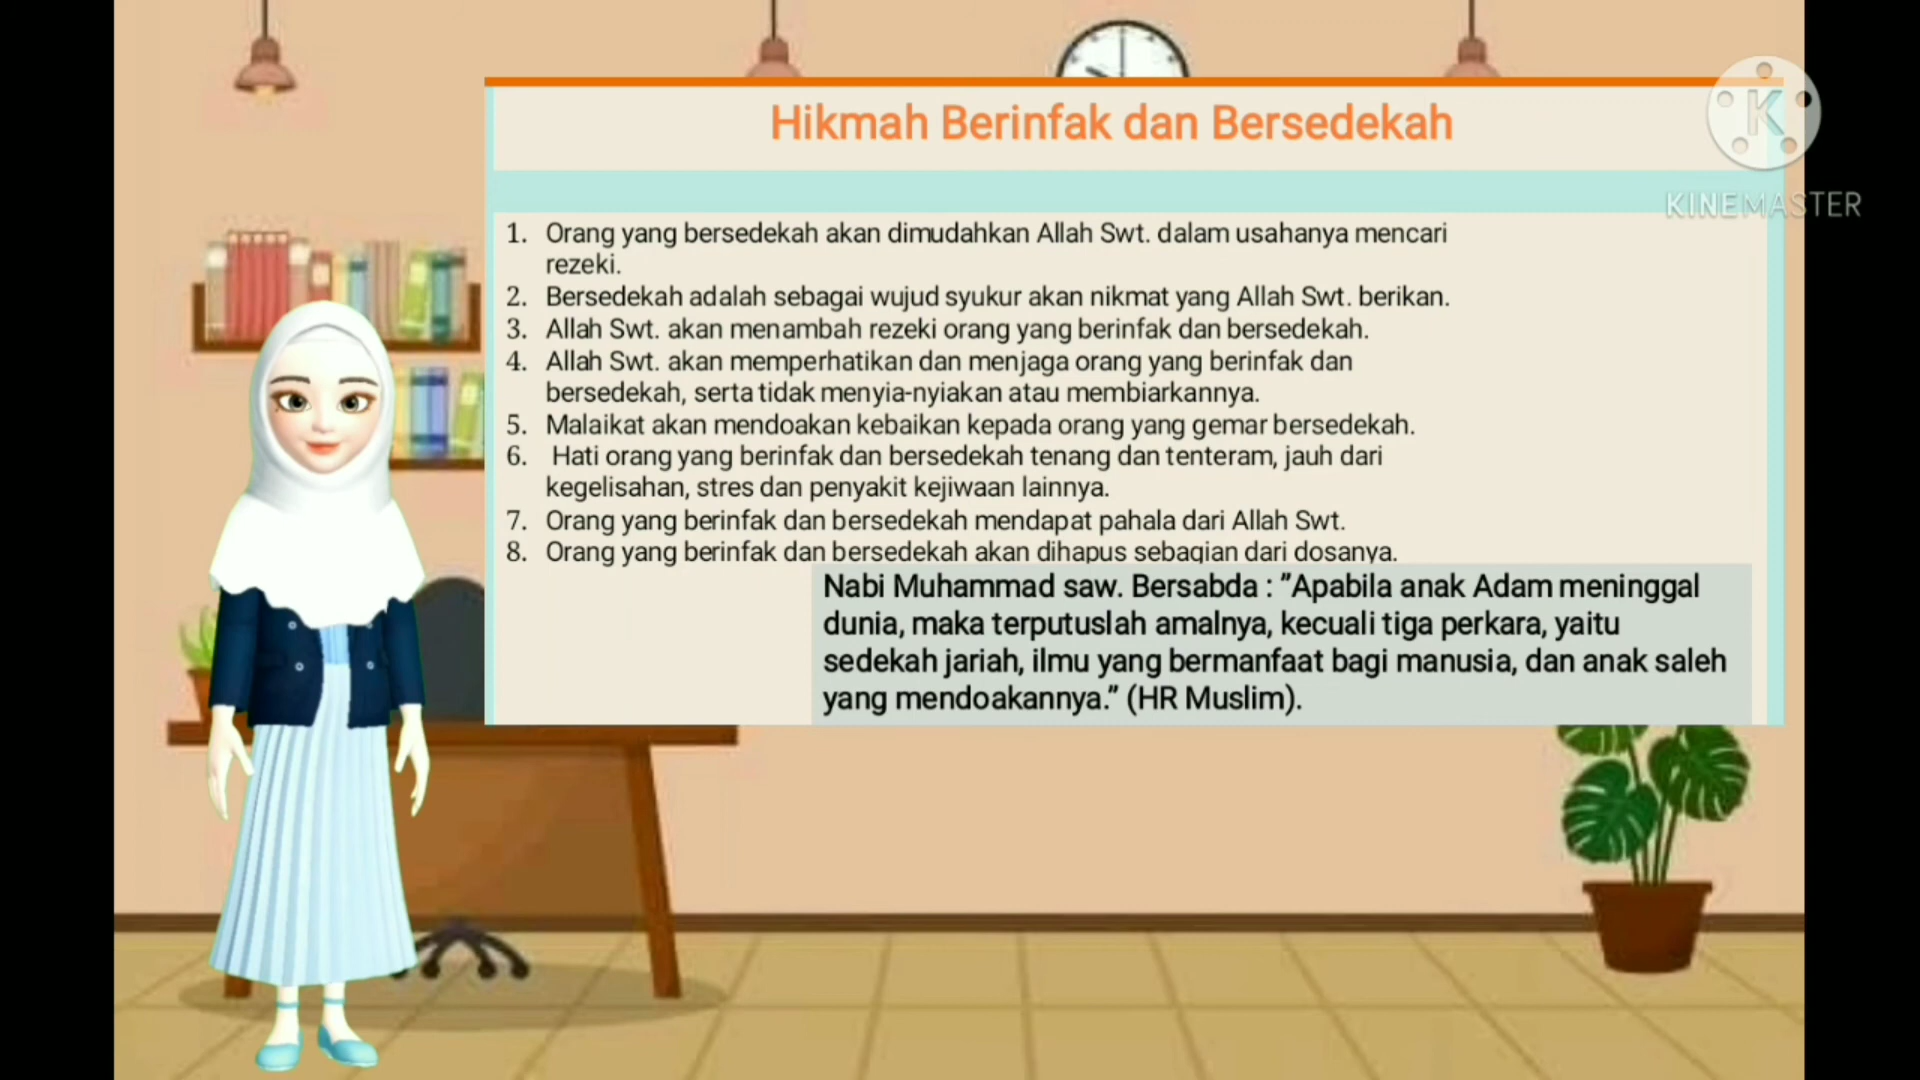 Hikmah Berinfak dan Bersedekah
K
KINEMASTER
1. Orang yang bersedekah akan dimudahkan Allah Swt. dalam usahanya mencari
rezeki.
2. Bersedekah adalah sebagai wujud syukur akan nikmat yang Allah Swt. berikan.
3. Allah Swt. akan menambah rezeki orang yang berinfak dan bersedekah.
4. Allah Swt. akan memperhatikan dan menjaga orang yang berinfak dan
bersedekah, serta tidak menyia-nyiakan atau membiarkannya.
5. Malaikat akan mendoakan kebaikan kepada orang yang gemar bersedekah.
6. Hati orang yang berinfak dan bersedekah tenang dan tenteram, jauh dari
kegelisahan, stres dan penyakit kejiwaan lainnya.
7. Orang yang berinfak dan bersedekah mendapat pahala dari Allah Swt.
8. Orang yang berinfak dan bersedekah akan dihapus sebagian dari dosanya.
Nabi Muhammad saw. Bersabda : ”Apabila anak Adam meninggal
dunia, maka terputuslah amalnya, kecuali tiga perkara, yaitu
sedekah jariah, ilmu yang bermanfaat bagi manusia, dan anak saleh
yang mendoakannya.” (HR Muslim).